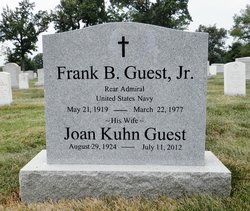 Frank B. Guest, Jr.
Rear Admiral
United States Navy
May 21, 1919 — March 22, 1977
~His Wife~
Joan Kuhn Guest
August 29, 1924 — July 11, 2012